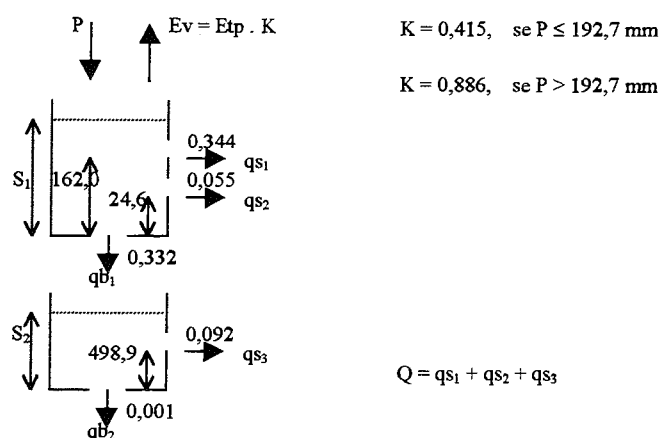 P
Ev = Etp . K
K = 0,415, se P ≤ 192,7 mm
K = 0,886, se P > 192,7 mm
0,344
S₁
162,0
qs₁
0,055
24,6
qs₂
0,332
qb₁
S₂
0,092
498,9
qs₃
Q = qs₁ + qs₂ + qs₃
0,001
qb₂